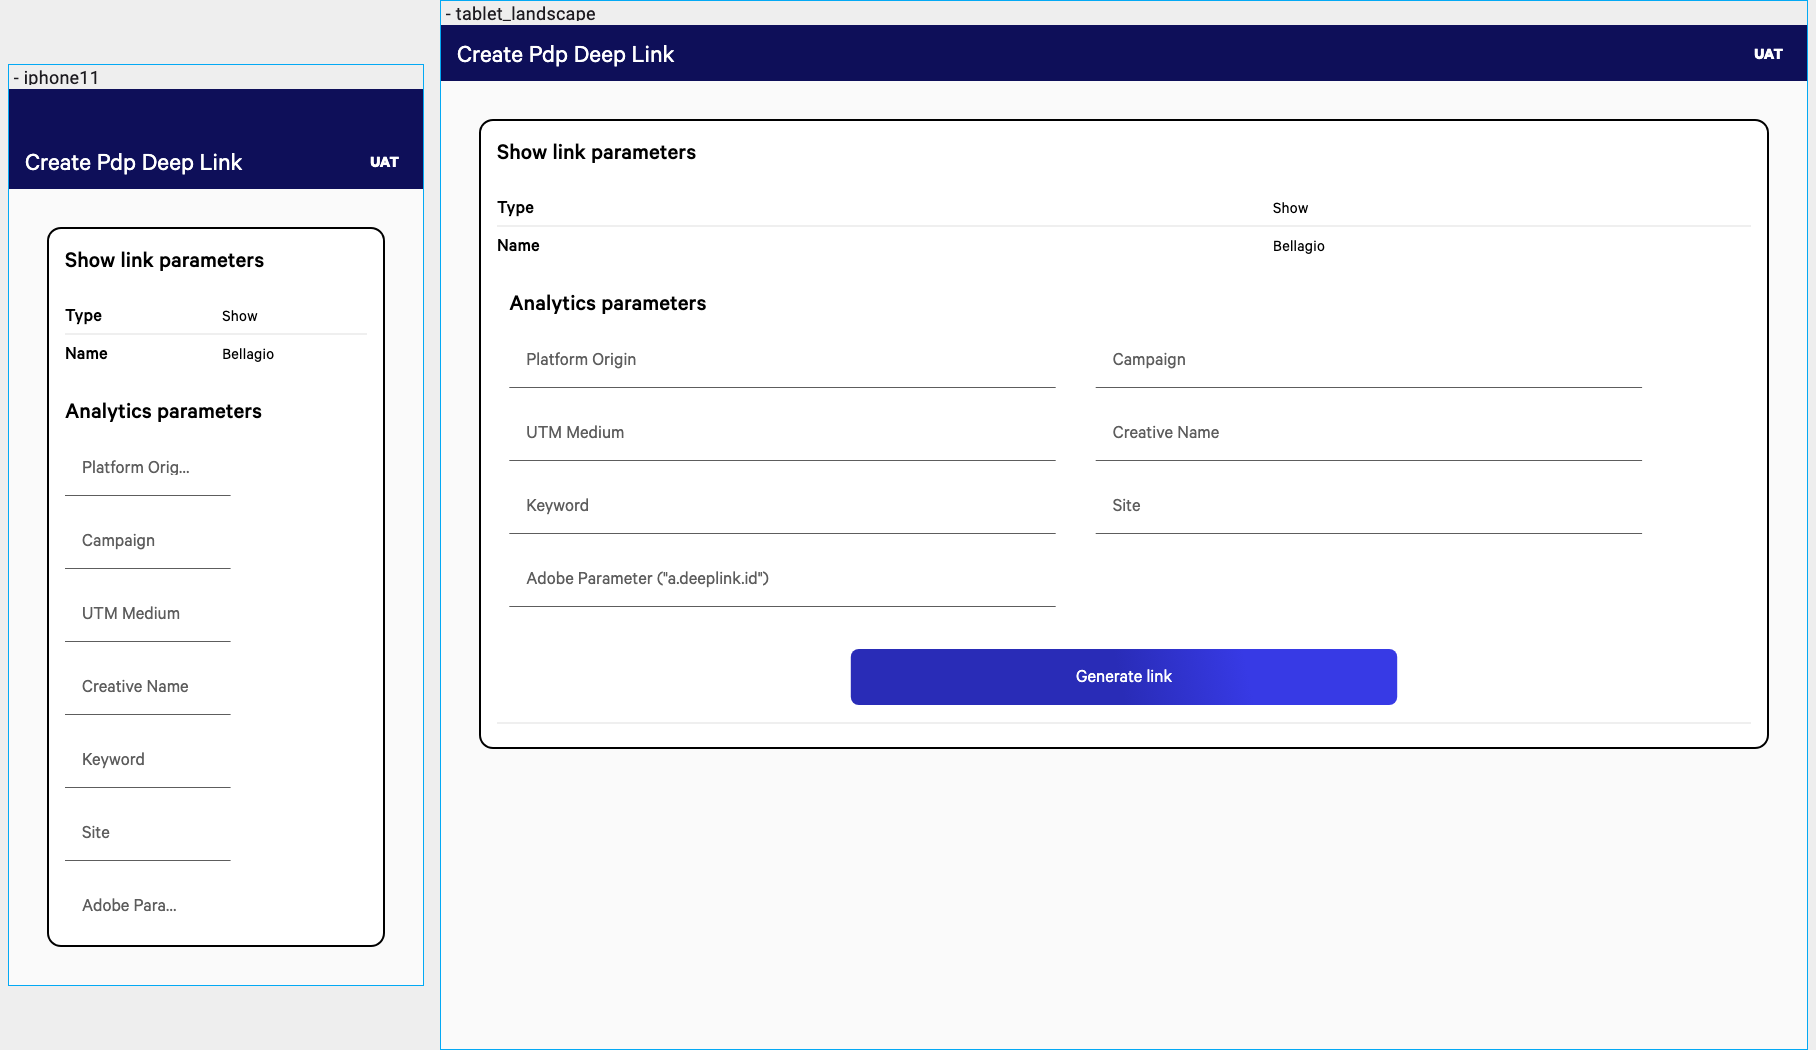 - iphone11
Create Pdp Deep Link
UAT
Show link parameters
Type Show
Name Bellagio
Analytics parameters
Platform Orig...
Campaign
UTM Medium
Creative Name
Keyword
Site
Adobe Para...
- tablet_landscape
Create Pdp Deep Link
UAT
Show link parameters
Type Show
Name Bellagio
Analytics parameters
Platform Origin Campaign
UTM Medium Creative Name
Keyword Site
Adobe Parameter ("a.deeplink.id")
Generate link